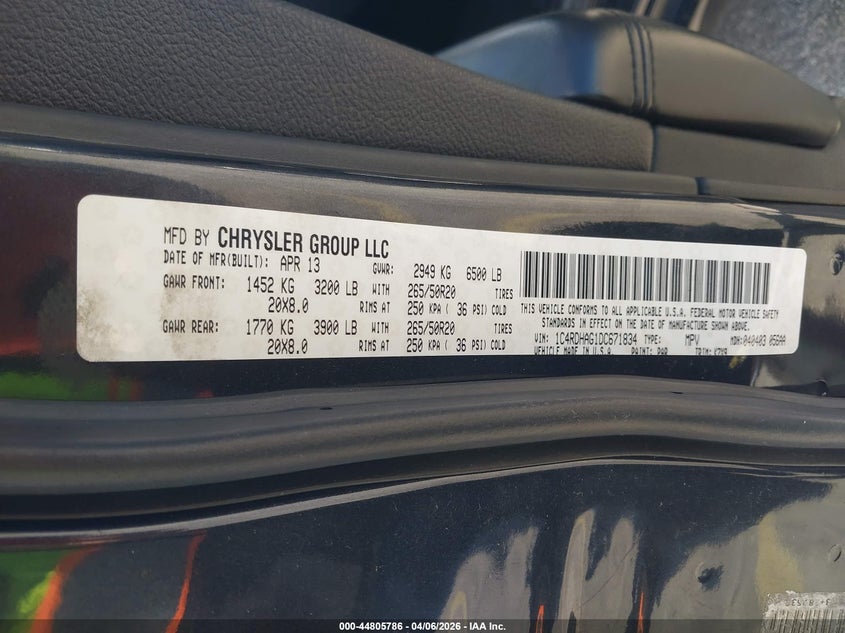 MFD BY CHRYSLER GROUP LLC
DATE OF MFR(BUILT): APR 13 GVWR: 2949 KG 6500 LB
GAWR FRONT: 1452 KG 3200 LB WITH 265/50R20 TIRES
20X8.0 RIMS AT 250 KPA ( 36 PSI) COLD
GAWR REAR: 1770 KG 3900 LB WITH 265/50R20 TIRES
20X8.0 RIMS AT 250 KPA ( 36 PSI) COLD
THIS VEHICLE CONFORMS TO ALL APPLICABLE U.S.A. FEDERAL MOTOR VEHICLE SAFETY
STANDARDS IN EFFECT ON THE DATE OF MANUFACTURE SHOWN ABOVE.
VIN: 1C4RDHAG1DC671834 TYPE: MPV MDH: 040403 056AA
VEHICLE MADE IN U.S.A. PAINT: PAR TRIM:
000-44805786 - 04/06/2026 - IAA Inc.